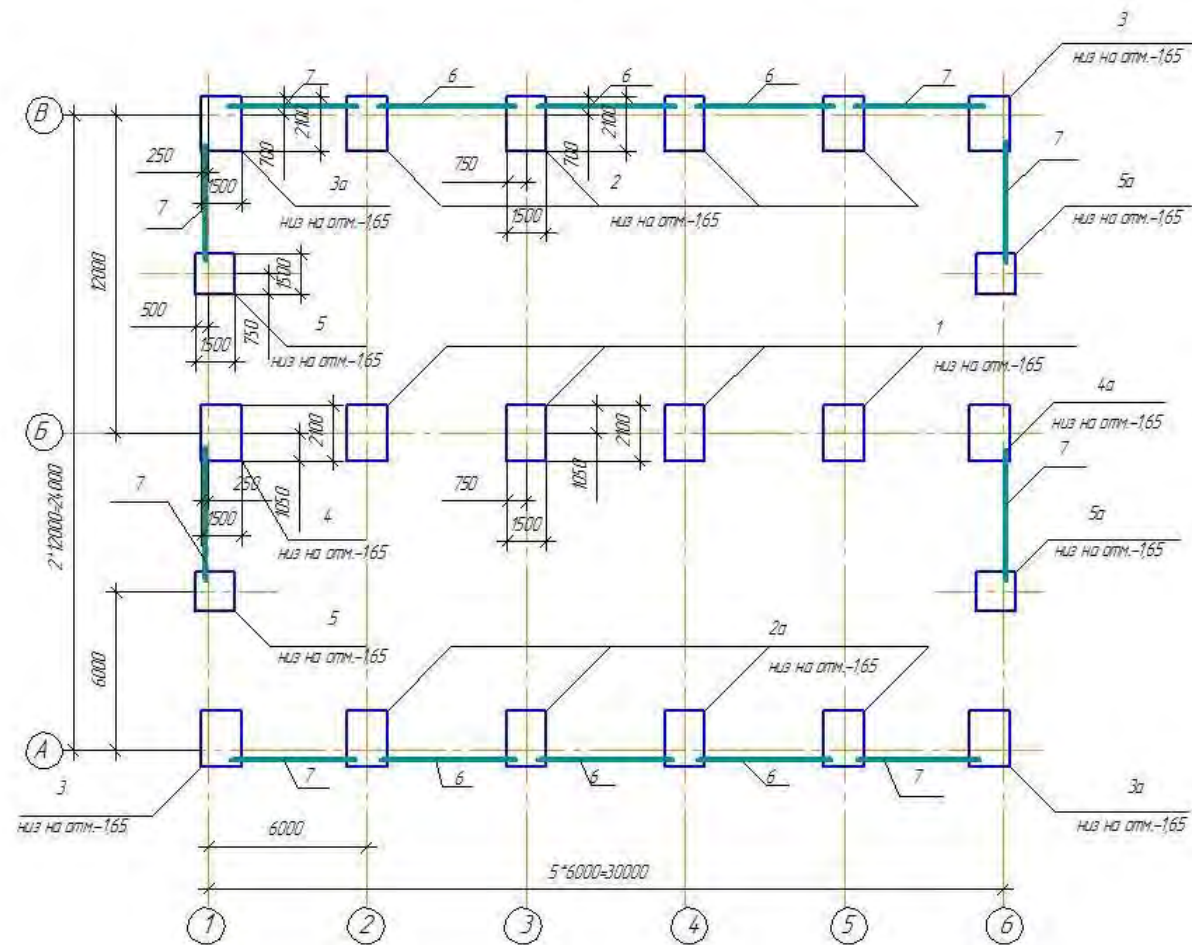 3
низ на отм.-1,65
7
6
6
6
7
В
2100
700
2100
700
7
250
1500
3а
низ на отм.-1,65
750
1500
2
низ на отм.-1,65
5а
низ на отм.-1,65
7
12000
1500
750
500
1500
5
низ на отм.-1,65
1
низ на отм.-1,65
Б
2100
1050
2100
1050
4а
низ на отм.-1,65
7
7
250
1500
4
низ на отм.-1,65
750
1500
5а
низ на отм.-1,65
2*12000=24000
5
низ на отм.-1,65
2а
низ на отм.-1,65
6000
А
7
6
6
6
7
3
низ на отм.-1,65
3а
низ на отм.-1,65
6000
5*6000=30000
1
2
3
4
5
6